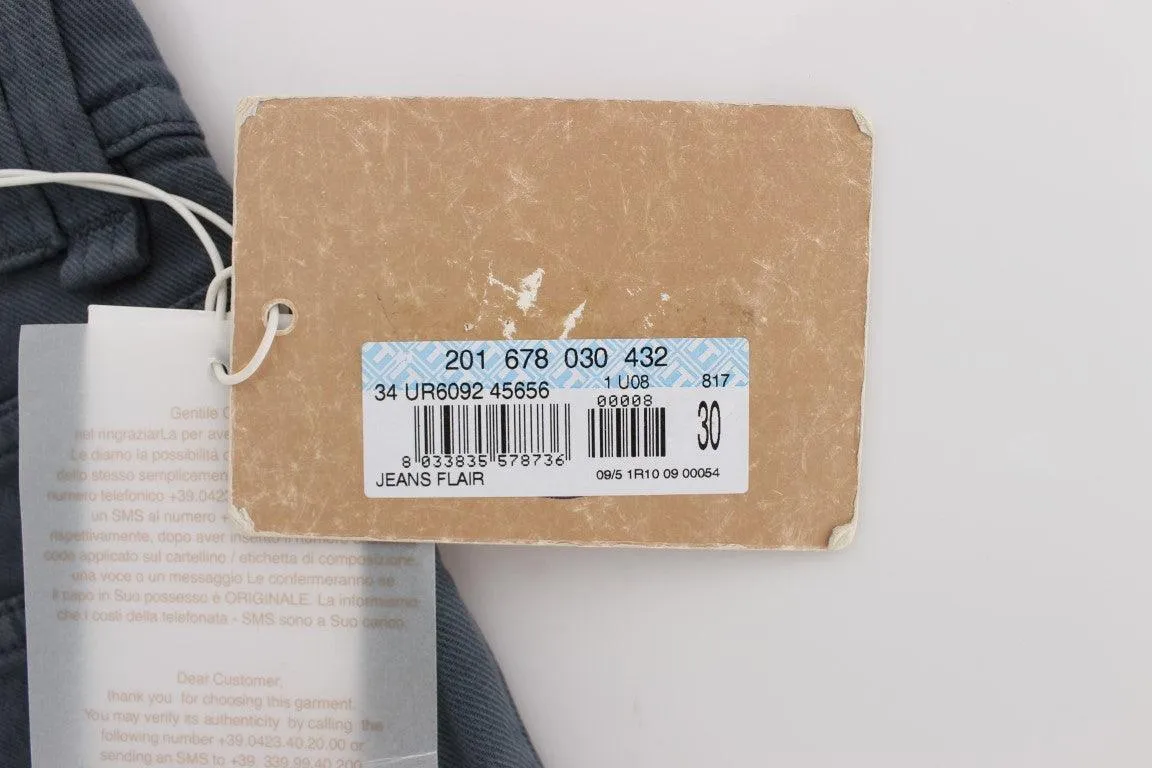 201 678 030 432
34 UR6092 45656 1 U08 817
00008
30
8 033835 578736
JEANS FLAIR 09/5 1R10 09 00054
Gentile
nel ringraziarLa per ave
Le diamo la possibilità
dello stesso semplicemen
numero telefonico +39.042
un SMS al numero +
rispettivamente, dopo aver inserito il numero
code applicato sul cartellino / etichetta di composizione
una voce o un messaggio Le confermeranno se
il capo in Suo possesso è ORIGINALE. La informiamo
che i costi della telefonata - SMS sono a Suo carico.
Dear Customer,
thank you for choosing this garment.
You may verify its authenticity by calling the
following number +39.0423.40.20.00 or
sending an SMS to +39 339.99.40.200